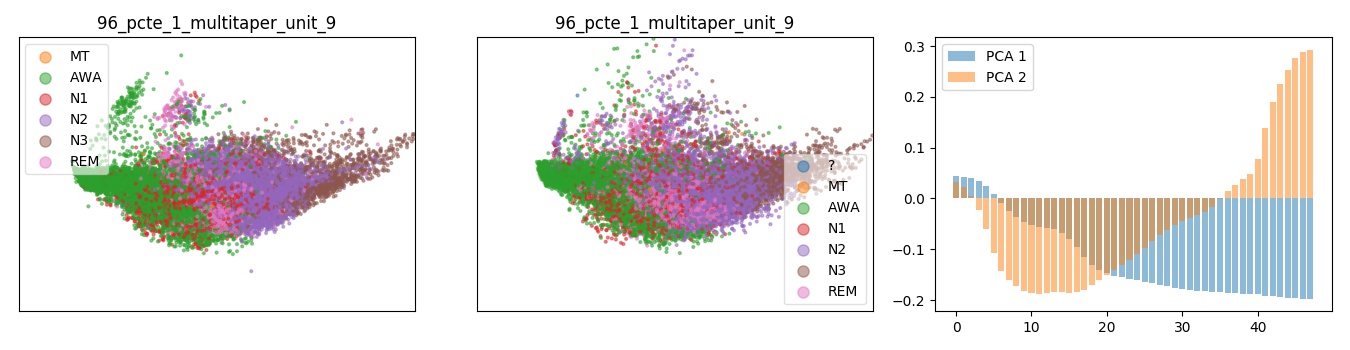 96_pcte_1_multitaper_unit_9
MT
AWA
N1
N2
N3
REM
96_pcte_1_multitaper_unit_9
?
MT
AWA
N1
N2
N3
REM
PCA 1
PCA 2
0.3
0.2
0.1
0.0
−0.1
−0.2
0
10
20
30
40